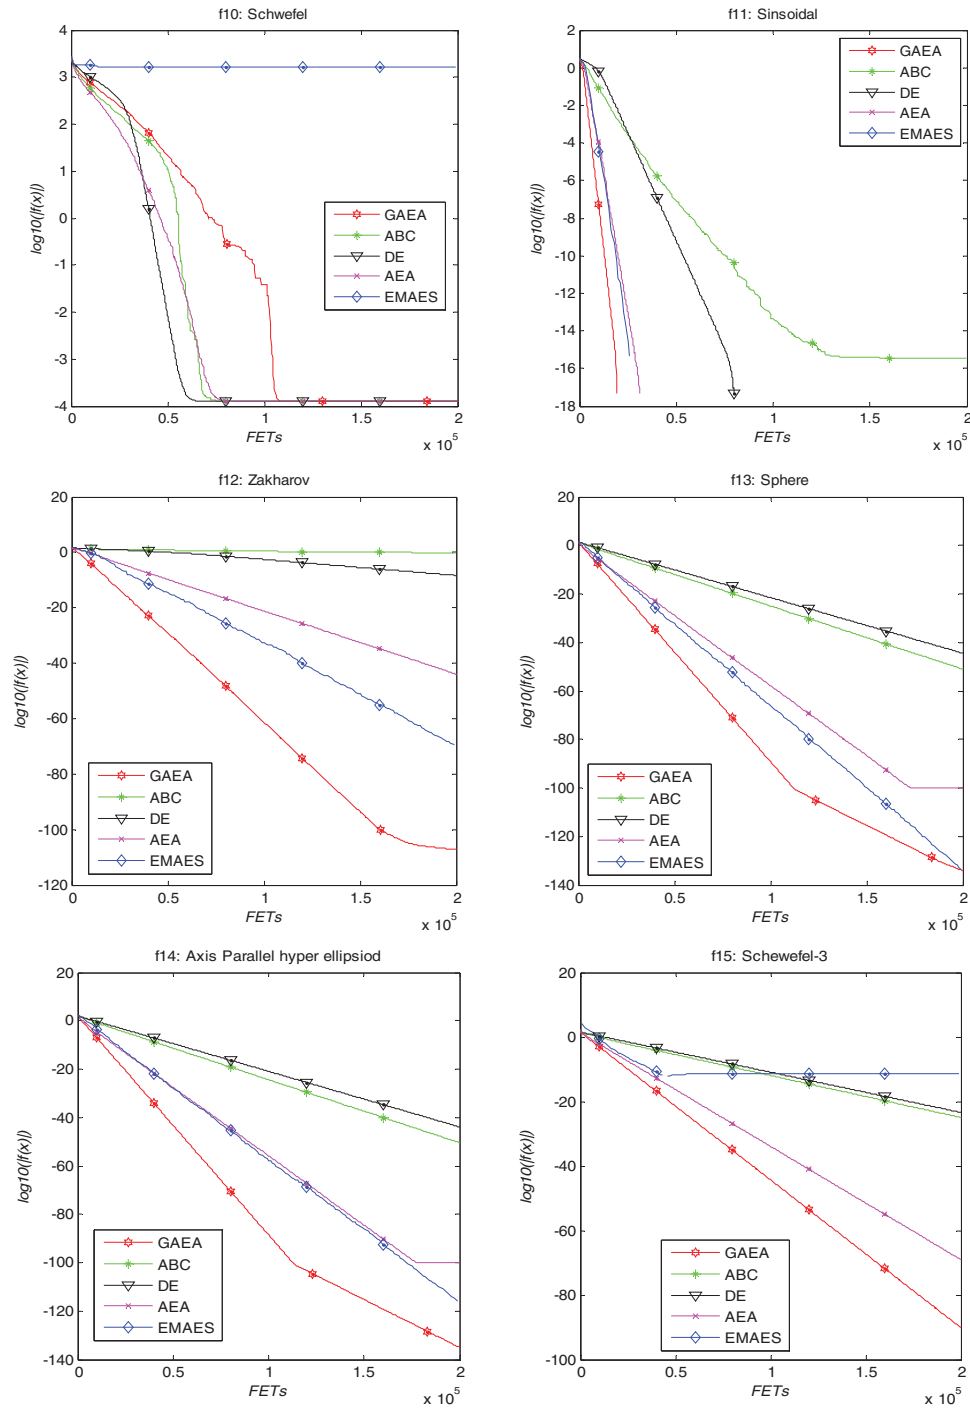 f10: Schwefel
4
3
2
1
0
-1
-2
-3
-4
log10(|f(x)|)
GAEA
ABC
DE
AEA
EMAES
0 0.5 1 1.5 2
FETs
x 10^5
f11: Sinsoidal
2
0
-2
-4
-6
-8
-10
-12
-14
-16
-18
log10(|f(x)|)
GAEA
ABC
DE
AEA
EMAES
0 0.5 1 1.5 2
FETs
x 10^5
f12: Zakharov
20
0
-20
-40
-60
-80
-100
-120
log10(|f(x)|)
GAEA
ABC
DE
AEA
EMAES
0 0.5 1 1.5 2
FETs
x 10^5
f13: Sphere
20
0
-20
-40
-60
-80
-100
-120
-140
log10(|f(x)|)
GAEA
ABC
DE
AEA
EMAES
0 0.5 1 1.5 2
FETs
x 10^5
f14: Axis Parallel hyper ellipsiod
20
0
-20
-40
-60
-80
-100
-120
-140
log10(|f(x)|)
GAEA
ABC
DE
AEA
EMAES
0 0.5 1 1.5 2
FETs
x 10^5
f15: Schewefel-3
20
0
-20
-40
-60
-80
-100
log10(|f(x)|)
GAEA
ABC
DE
AEA
EMAES
0 0.5 1 1.5 2
FETs
x 10^5